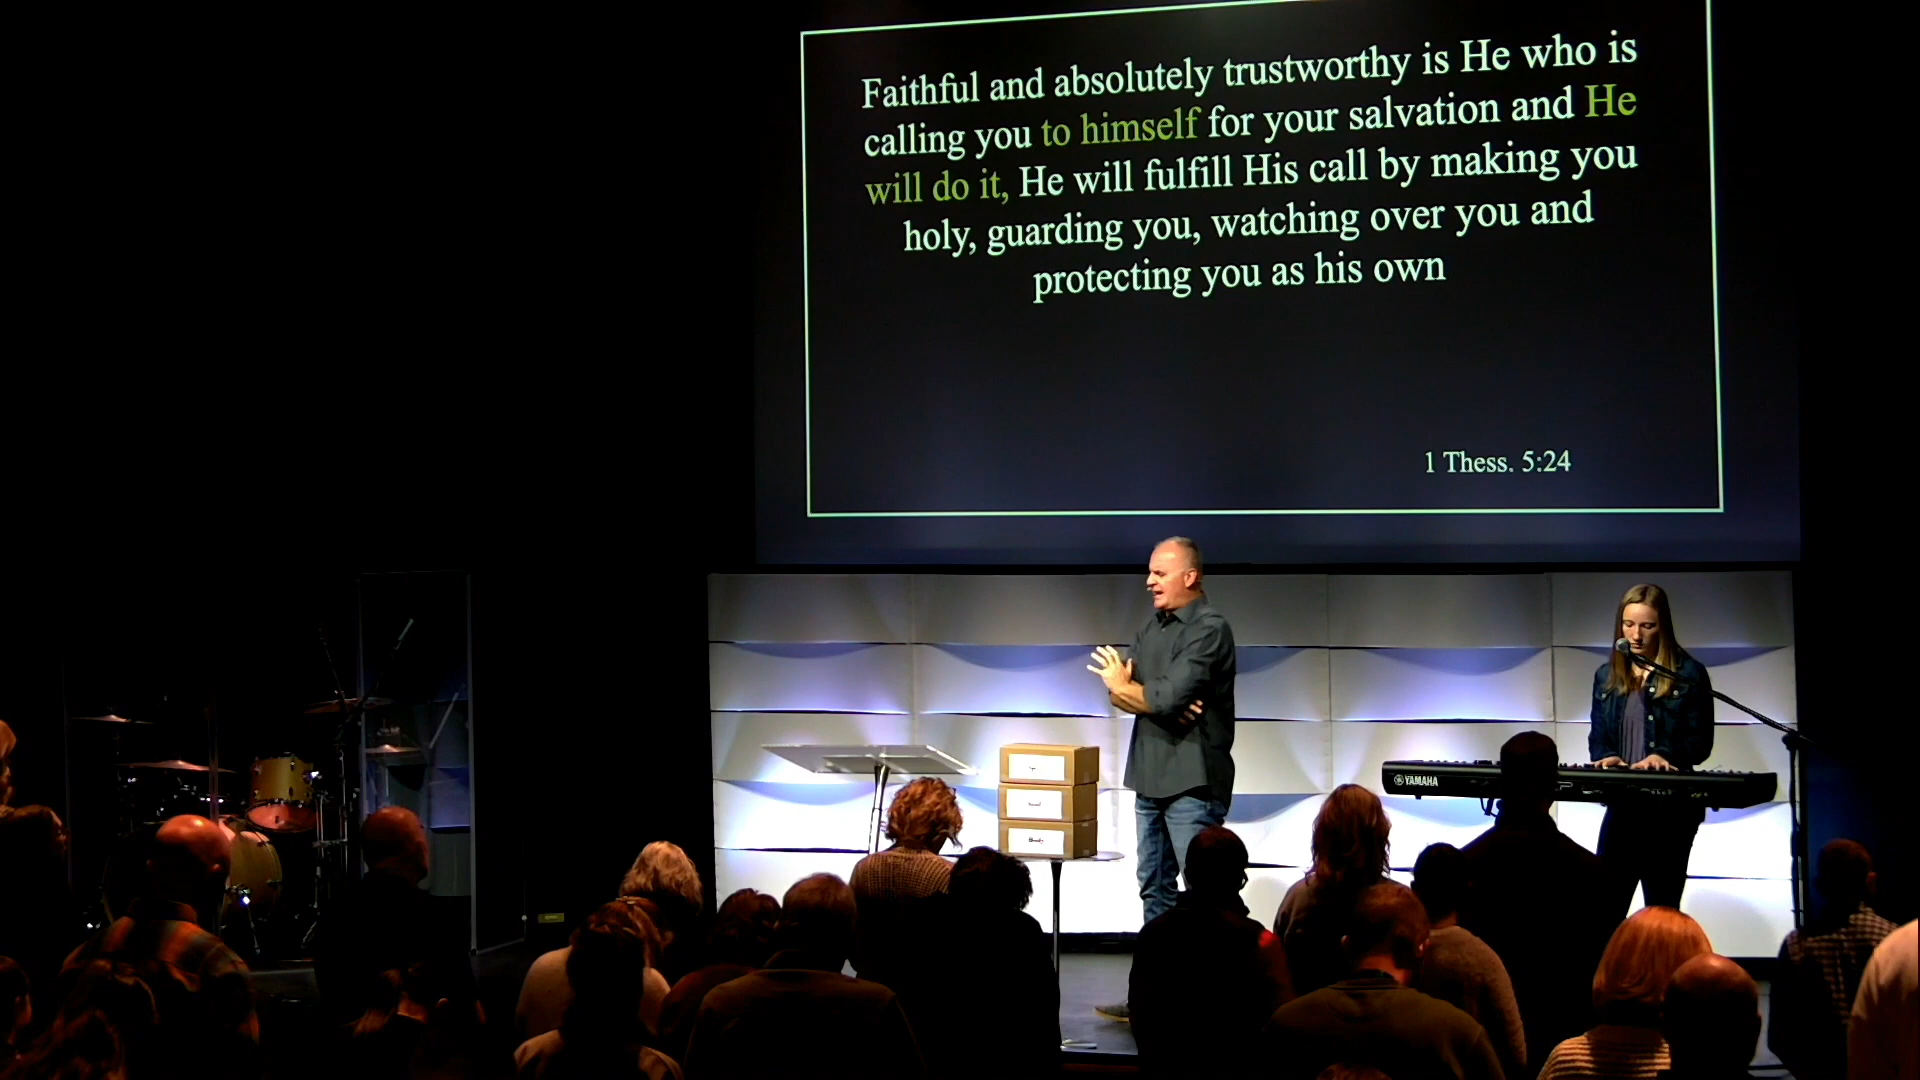 Faithful and absolutely trustworthy is He who is
calling you to himself for your salvation and He
will do it, He will fulfill His call by making you
holy, guarding you, watching over you and
protecting you as his own
1 Thess. 5:24
YAMAHA